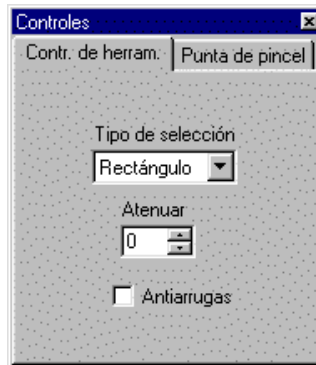 Controles
Contr. de herram. Punta de pincel
Tipo de selección
Rectángulo
Atenuar
0
Antiarrugas